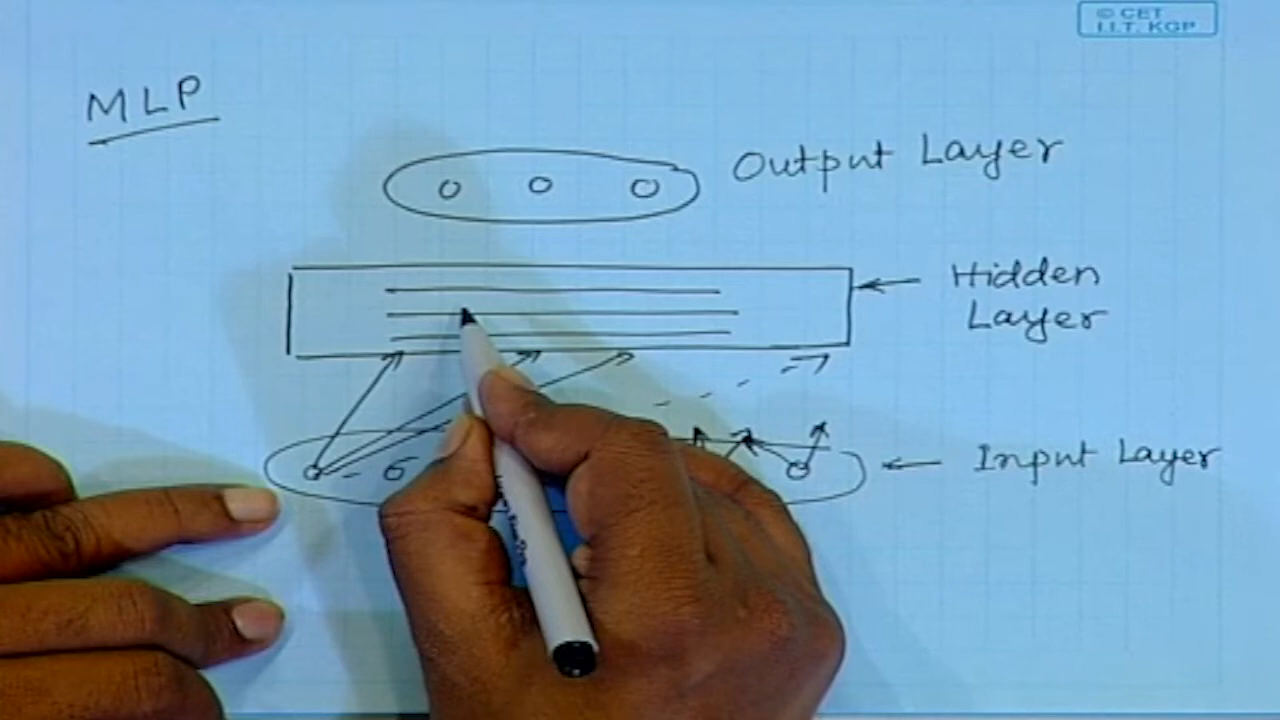 © CET
I.I.T. KGP
MLP
Output Layer
Hidden
Layer
Input Layer